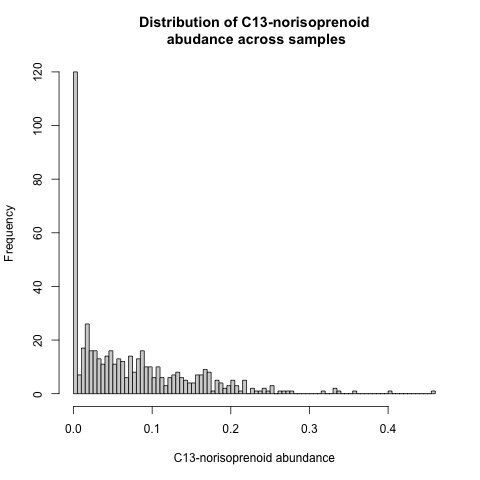 Distribution of C13-norisoprenoid
abudance across samples
Frequency
120
100
80
60
40
20
0
0.0 0.1 0.2 0.3 0.4
C13-norisoprenoid abundance